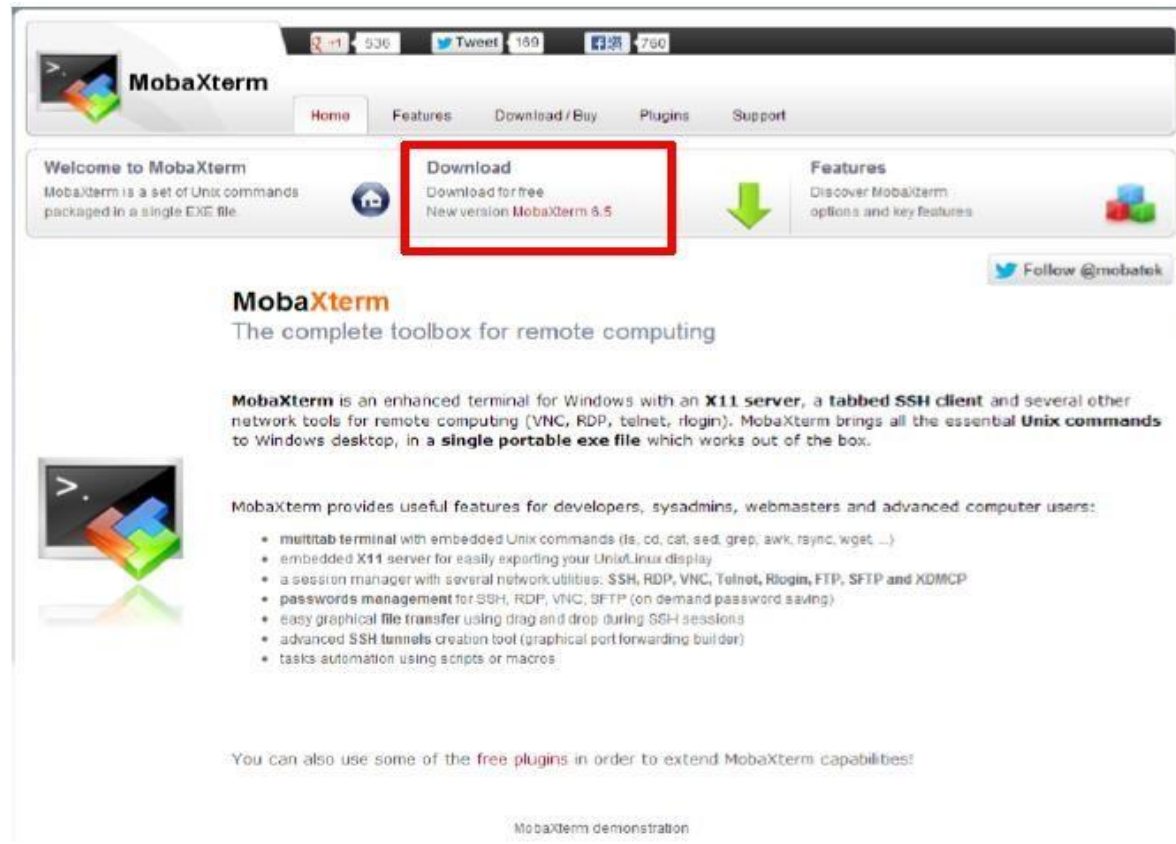 +1 536 Tweet 169 760
MobaXterm
Home Features Download / Buy Plugins Support
Welcome to MobaXterm
MobaXterm is a set of Unix commands
packaged in a single EXE file.
Download
Download for free
New version MobaXterm 6.5
Features
Discover MobaXterm
options and key features
Follow @mobatek
MobaXterm
The complete toolbox for remote computing
MobaXterm is an enhanced terminal for Windows with an X11 server, a tabbed SSH client and several other
network tools for remote computing (VNC, RDP, telnet, rlogin). MobaXterm brings all the essential Unix commands
to Windows desktop, in a single portable exe file which works out of the box.
>.
MobaXterm provides useful features for developers, sysadmins, webmasters and advanced computer users:
• multitab terminal with embedded Unix commands (ls, cd, cat, sed, grep, awk, rsync, wget, ...)
• embedded X11 server for easily exporting your Unix/Linux display
• a session manager with several network utilities: SSH, RDP, VNC, Telnet, Rlogin, FTP, SFTP and XDMCP
• passwords management for SSH, RDP, VNC, SFTP (on demand password saving)
• easy graphical file transfer using drag and drop during SSH sessions
• advanced SSH tunnels creation tool (graphical port forwarding builder)
• tasks automation using scripts or macros
You can also use some of the free plugins in order to extend MobaXterm capabilities!
MobaXterm demonstration